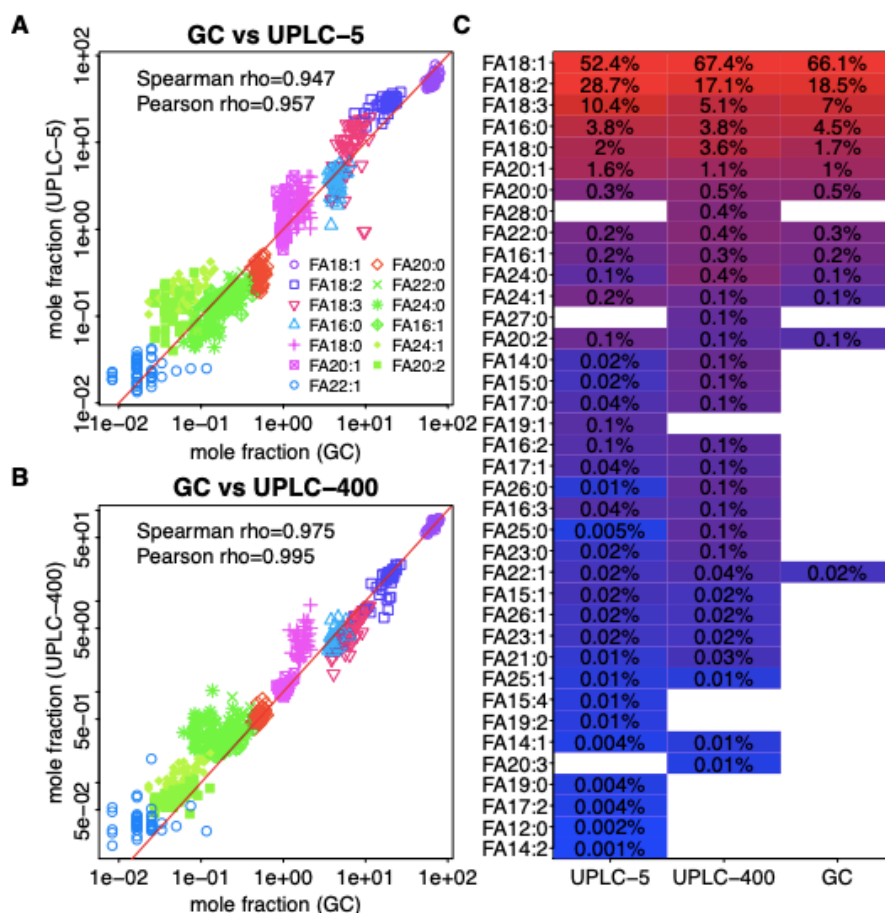 A
GC vs UPLC−5
Spearman rho=0.947
Pearson rho=0.957
mole fraction (UPLC−5)
1e+02
1e+01
1e+00
1e−01
1e−02
FA18:1 FA20:0
FA18:2 FA22:0
FA18:3 FA24:0
FA16:0 FA16:1
FA18:0 FA24:1
FA20:1 FA20:2
FA22:1
1e−02 1e−01 1e+00 1e+01 1e+02
mole fraction (GC)
B
GC vs UPLC−400
Spearman rho=0.975
Pearson rho=0.995
mole fraction (UPLC−400)
5e+01
5e+00
5e−01
5e−02
1e−02 1e−01 1e+00 1e+01 1e+02
mole fraction (GC)
C
FA18:1 52.4% 67.4% 66.1%
FA18:2 28.7% 17.1% 18.5%
FA18:3 10.4% 5.1% 7%
FA16:0 3.8% 3.8% 4.5%
FA18:0 2% 3.6% 1.7%
FA20:1 1.6% 1.1% 1%
FA20:0 0.3% 0.5% 0.5%
FA28:0 0.4%
FA22:0 0.2% 0.4% 0.3%
FA16:1 0.2% 0.3% 0.2%
FA24:0 0.1% 0.4% 0.1%
FA24:1 0.2% 0.1% 0.1%
FA27:0 0.1%
FA20:2 0.1% 0.1% 0.1%
FA14:0 0.02% 0.1%
FA15:0 0.02% 0.1%
FA17:0 0.04% 0.1%
FA19:1 0.1%
FA16:2 0.1% 0.1%
FA17:1 0.04% 0.1%
FA26:0 0.01% 0.1%
FA16:3 0.04% 0.1%
FA25:0 0.005% 0.1%
FA23:0 0.02% 0.1%
FA22:1 0.02% 0.04% 0.02%
FA15:1 0.02% 0.02%
FA26:1 0.02% 0.02%
FA23:1 0.02% 0.02%
FA21:0 0.01% 0.03%
FA25:1 0.01% 0.01%
FA15:4 0.01%
FA19:2 0.01%
FA14:1 0.004% 0.01%
FA20:3 0.01%
FA19:0 0.004%
FA17:2 0.004%
FA12:0 0.002%
FA14:2 0.001%
UPLC−5 UPLC−400 GC